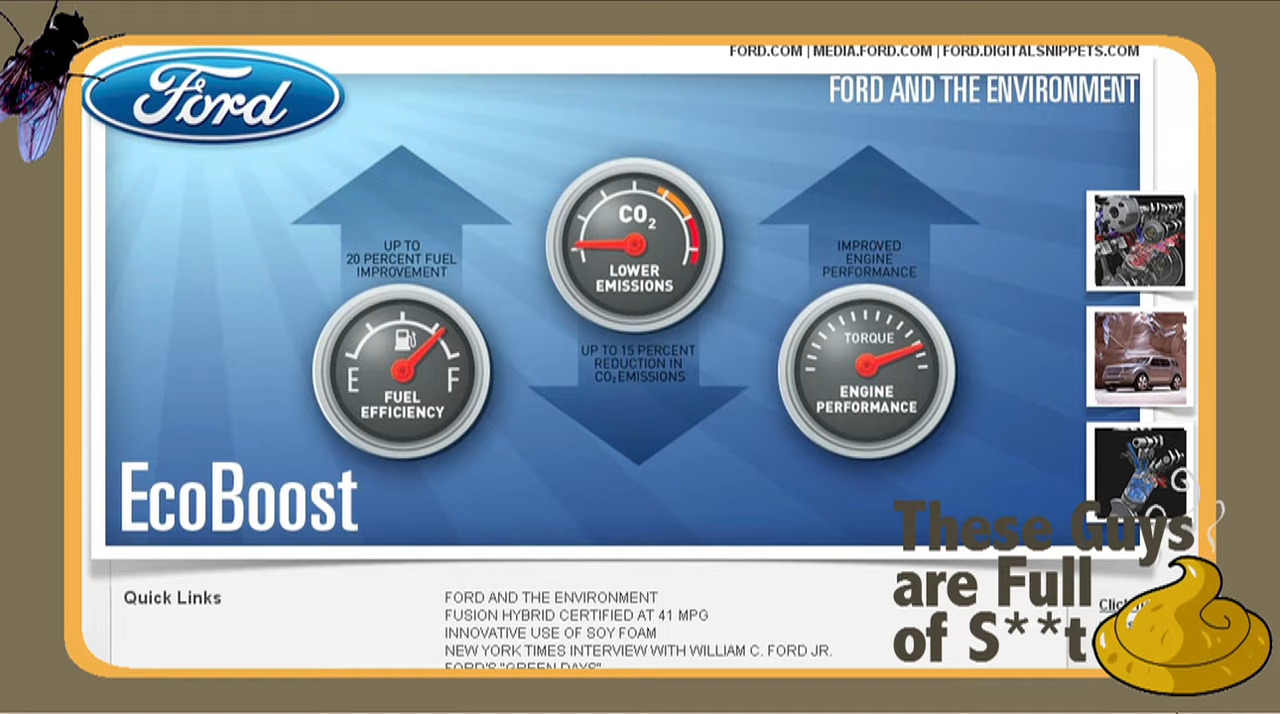 FORD.COM | MEDIA.FORD.COM | FORD.DIGITALSNIPPETS.COM
Ford
FORD AND THE ENVIRONMENT
UP TO
20 PERCENT FUEL
IMPROVEMENT
E
F
FUEL
EFFICIENCY
CO2
LOWER
EMISSIONS
UP TO 15 PERCENT
REDUCTION IN
CO2 EMISSIONS
IMPROVED
ENGINE
PERFORMANCE
TORQUE
ENGINE
PERFORMANCE
EcoBoost
These Guys
are Full
of S**t
Quick Links
FORD AND THE ENVIRONMENT
FUSION HYBRID CERTIFIED AT 41 MPG
INNOVATIVE USE OF SOY FOAM
NEW YORK TIMES INTERVIEW WITH WILLIAM C. FORD JR.
FORD'S "GREEN DAYS"